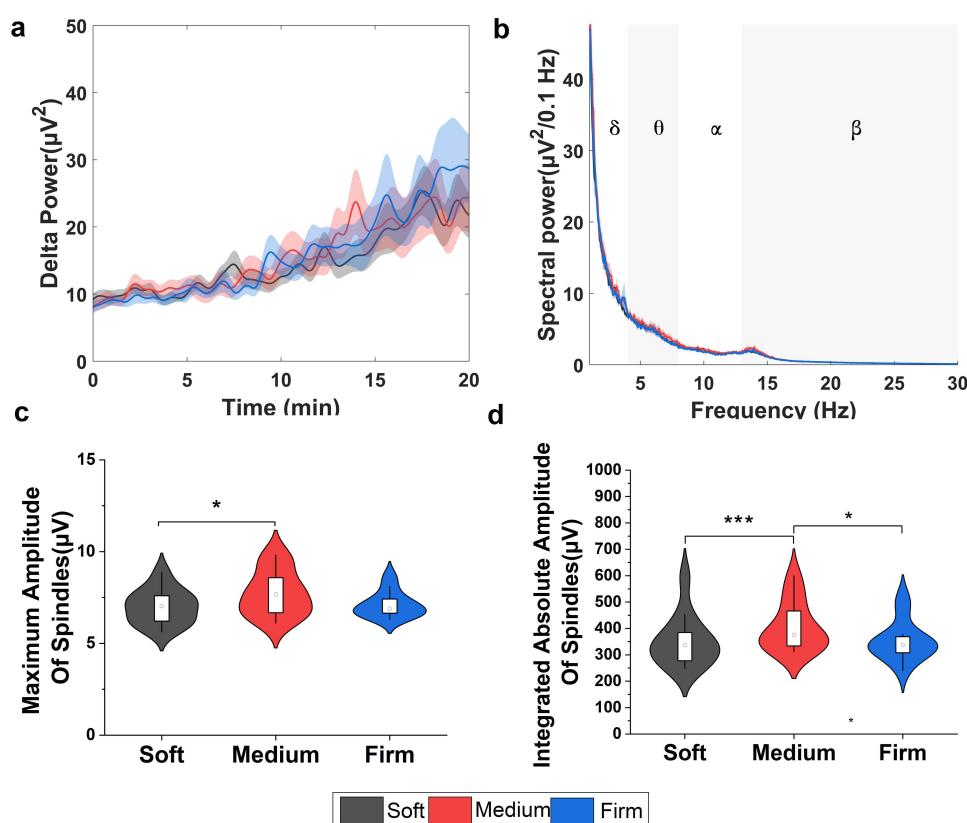 a
Delta Power(µV²)
50
40
30
20
10
0
0 5 10 15 20
Time (min)
b
Spectral power(µV²/0.1 Hz)
40
30
20
10
0
δ θ α β
5 10 15 20 25 30
Frequency (Hz)
c
Maximum Amplitude
Of Spindles(µV)
15
10
5
0
*
Soft Medium Firm
d
Integrated Absolute Amplitude
Of Spindles(µV)
1000
900
800
700
600
500
400
300
200
100
0
*** *
*
Soft Medium Firm
Soft Medium Firm